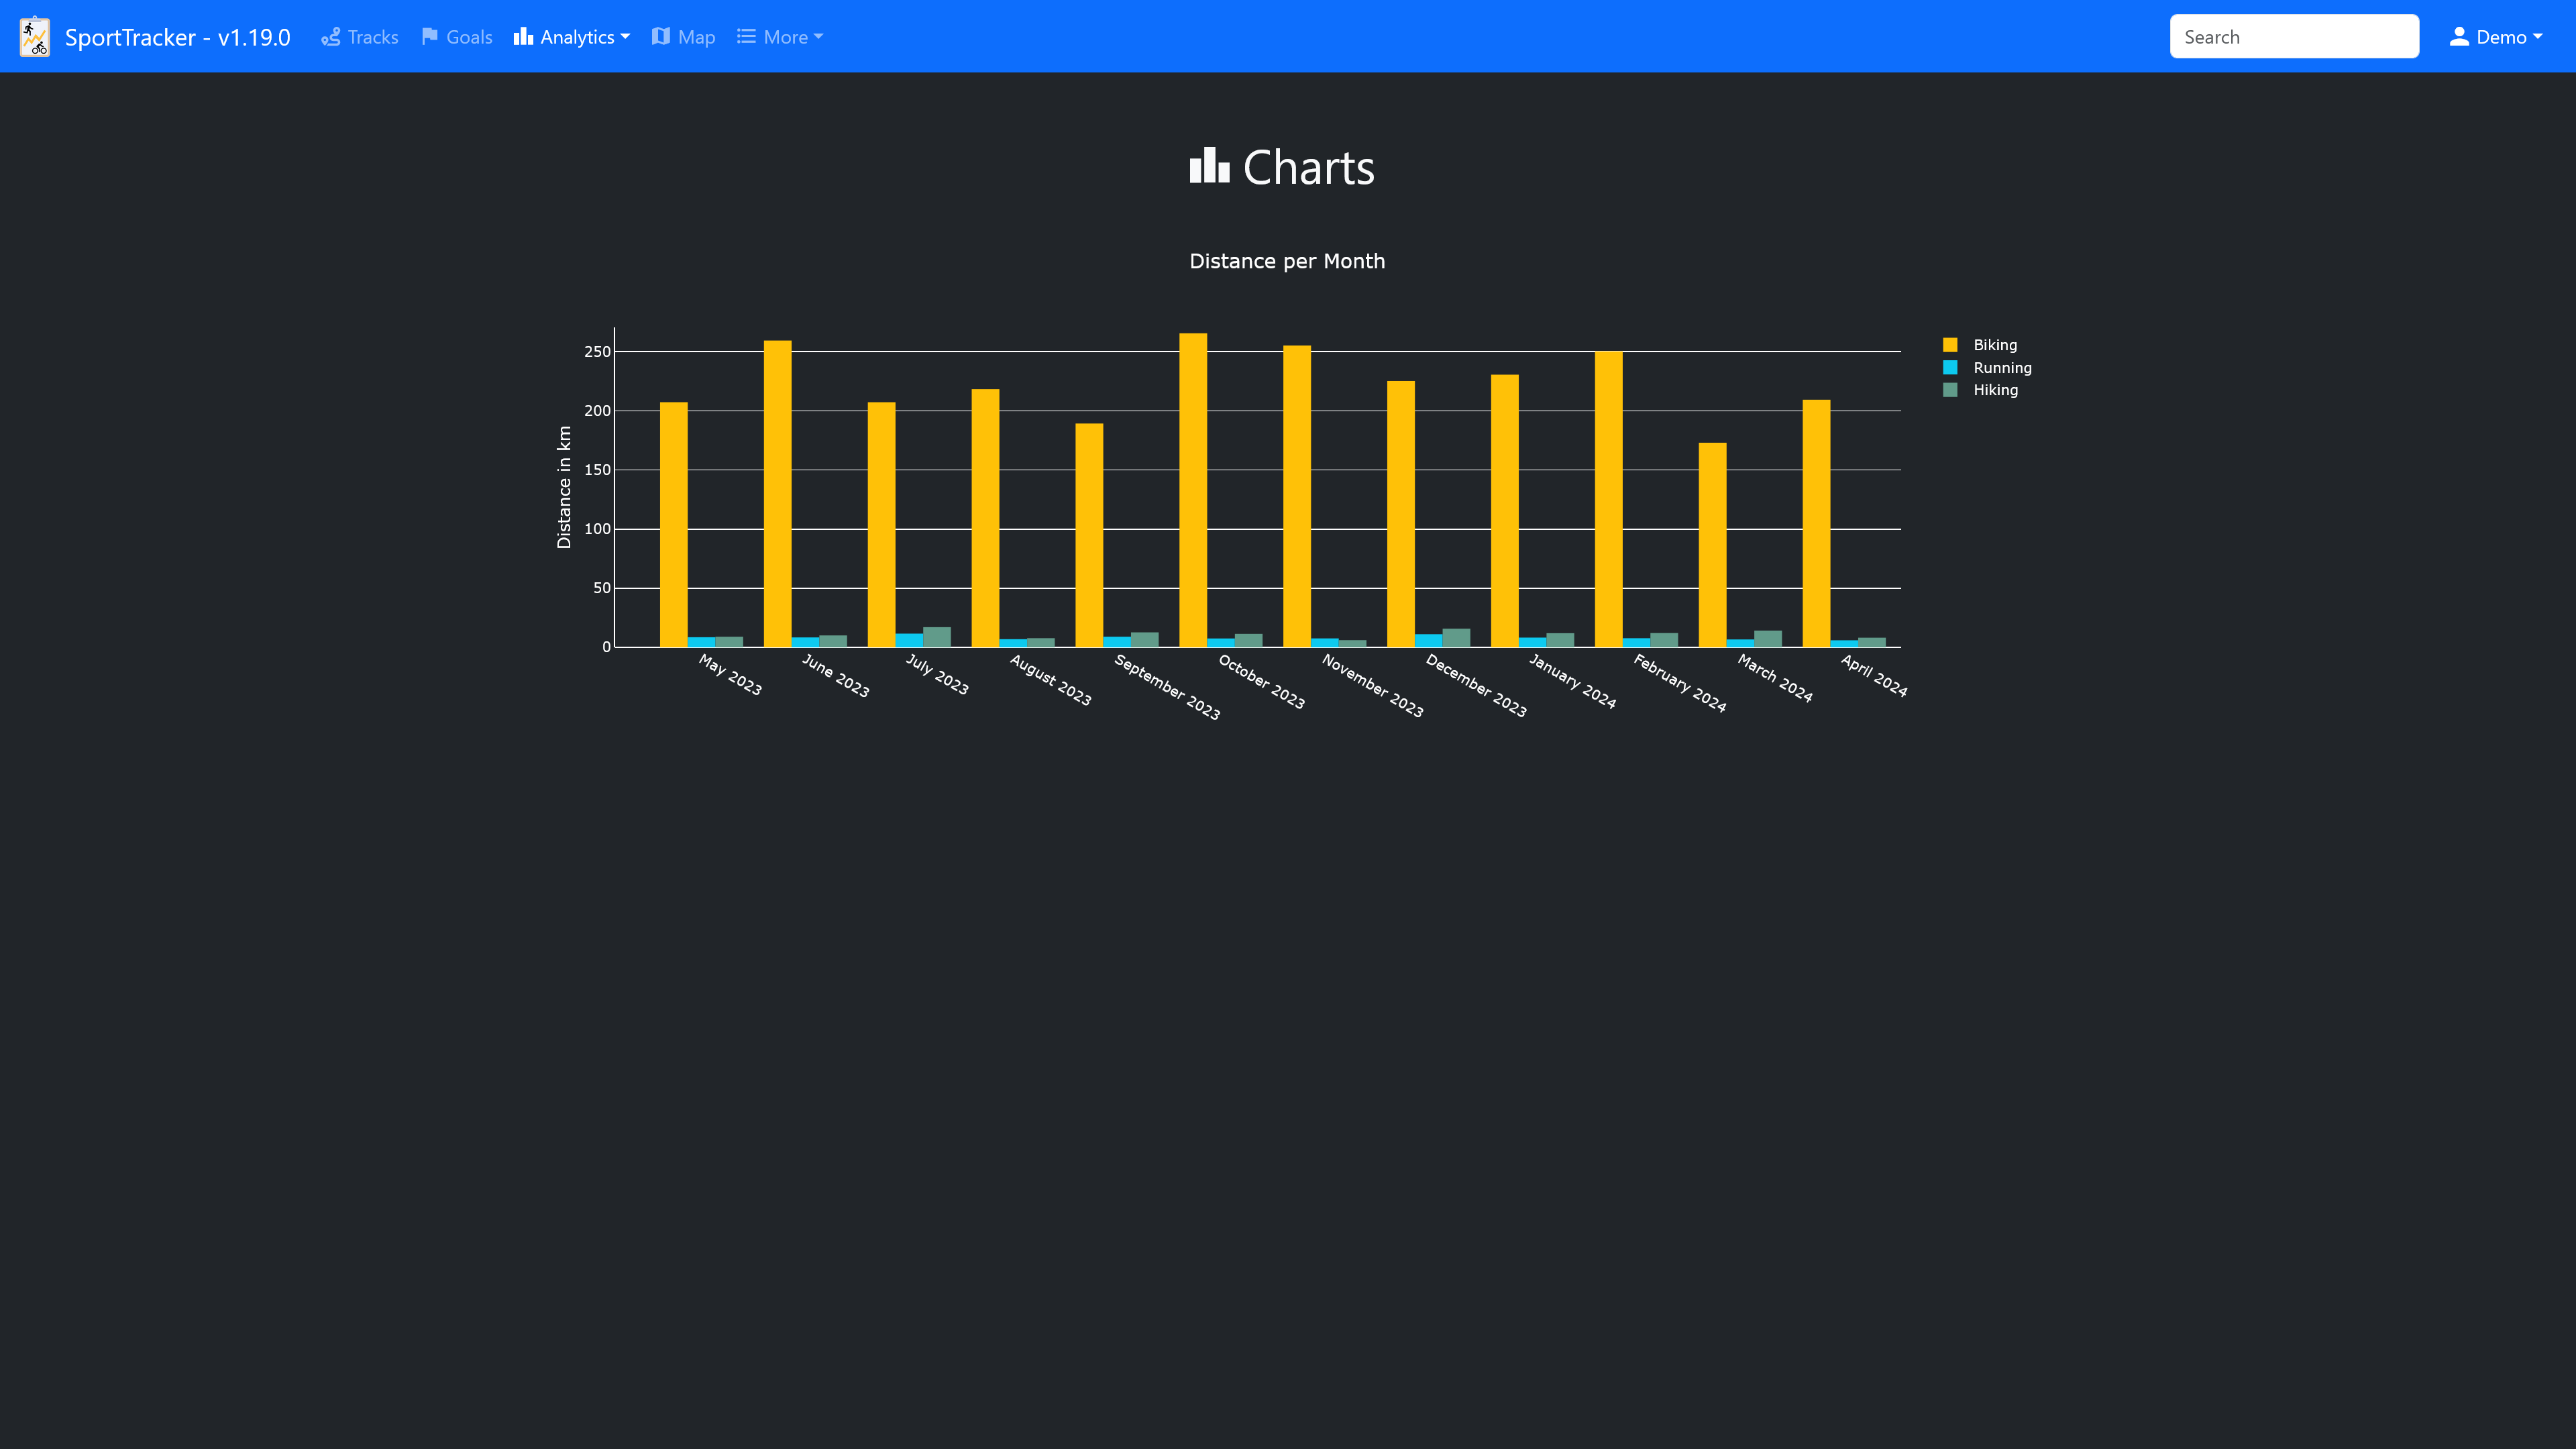 SportTracker - v1.19.0
Tracks
Goals
Analytics
Map
More
Search
Demo
Charts
Distance per Month
Distance in km
250
200
150
100
50
0
May 2023
June 2023
July 2023
August 2023
September 2023
October 2023
November 2023
December 2023
January 2024
February 2024
March 2024
April 2024
Biking
Running
Hiking